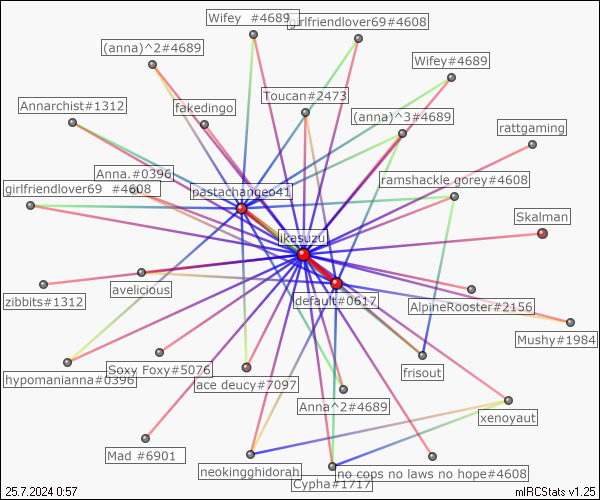 Wifey  #4689
girlfriendlover69#4608
(anna)^2#4689
Wifey#4689
Toucan#2473
Annarchist#1312
fakedingo
(anna)^3#4689
rattgaming
Anna.#0396
girlfriendlover69  #4608
pastachangeo41
ramshackle gorey#4608
Skalman
ikasuzu
avelicious
zibbits#1312
default#0617
AlpineRooster#2156
Mushy#1984
Soxy Foxy#5076
hypomanianna#0396
ace deucy#7097
frisout
Anna^2#4689
xenoyaut
Mad #6901
neokingghidorah
no cops no laws no hope#4608
Cypha#1717
25.7.2024 0:57
mIRCStats v1.25